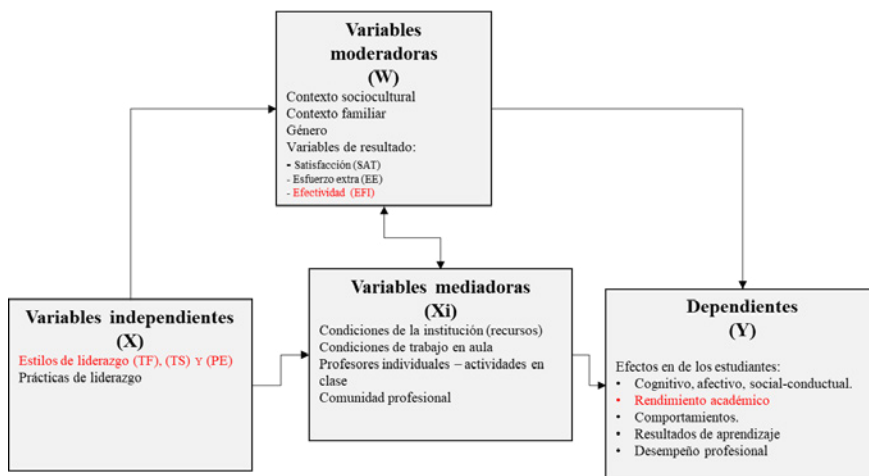 Variables
moderadoras
(W)
Contexto sociocultural
Contexto familiar
Género
Variables de resultado:
- Satisfacción (SAT)
- Esfuerzo extra (EE)
- Efectividad (EFI)
Variables independientes
(X)
Estilos de liderazgo (TF), (TS) Y (PE)
Prácticas de liderazgo
Variables mediadoras
(Xi)
Condiciones de la institución (recursos)
Condiciones de trabajo en aula
Profesores individuales – actividades en
clase
Comunidad profesional
Dependientes
(Y)
Efectos en de los estudiantes:
• Cognitivo, afectivo, social-conductual.
• Rendimiento académico
• Comportamientos.
• Resultados de aprendizaje
• Desempeño profesional